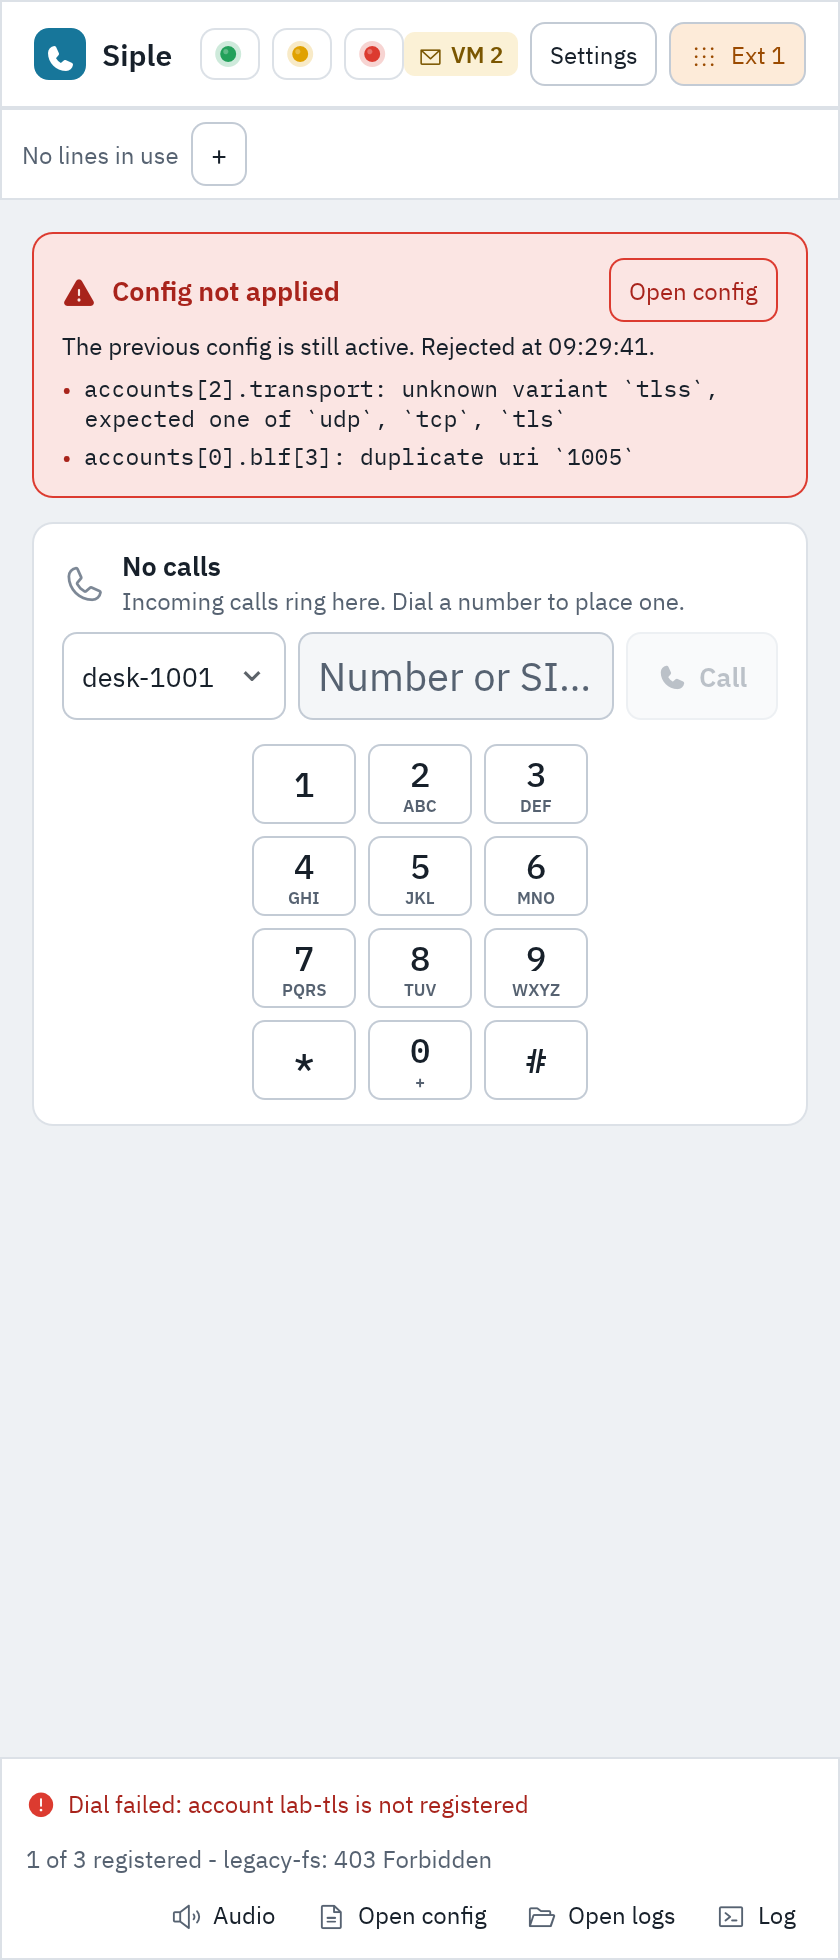 Siple
VM 2
Settings
Ext 1
No lines in use
+
Config not applied
Open config
The previous config is still active. Rejected at 09:29:41.
• accounts[2].transport: unknown variant `tlss`,
expected one of `udp`, `tcp`, `tls`
• accounts[0].blf[3]: duplicate uri `1005`
No calls
Incoming calls ring here. Dial a number to place one.
desk-1001
Number or SI...
Call
1
2
ABC
3
DEF
4
GHI
5
JKL
6
MNO
7
PQRS
8
TUV
9
WXYZ
*
0
+
#
Dial failed: account lab-tls is not registered
1 of 3 registered - legacy-fs: 403 Forbidden
Audio
Open config
Open logs
Log